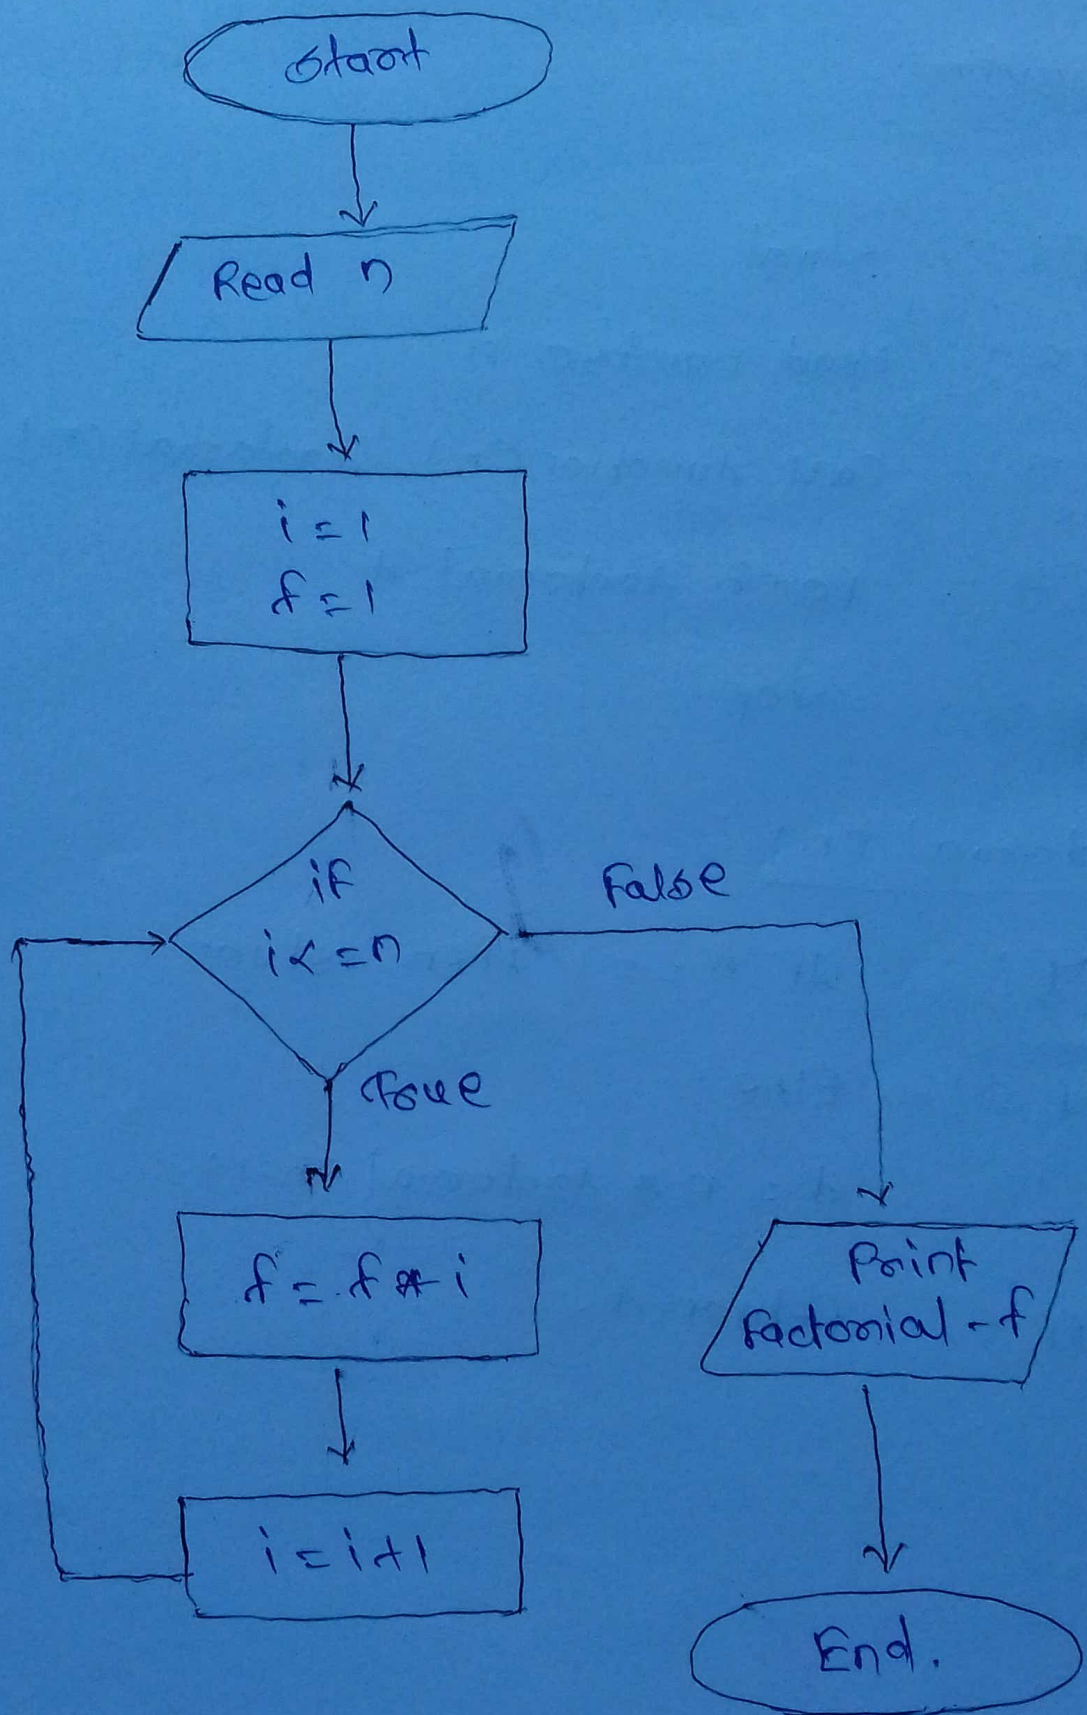 Start
Read n
i = 1
f = 1
if
i <= n
False
True
f = f * i
Print
Factorial - f
i = i+1
End.